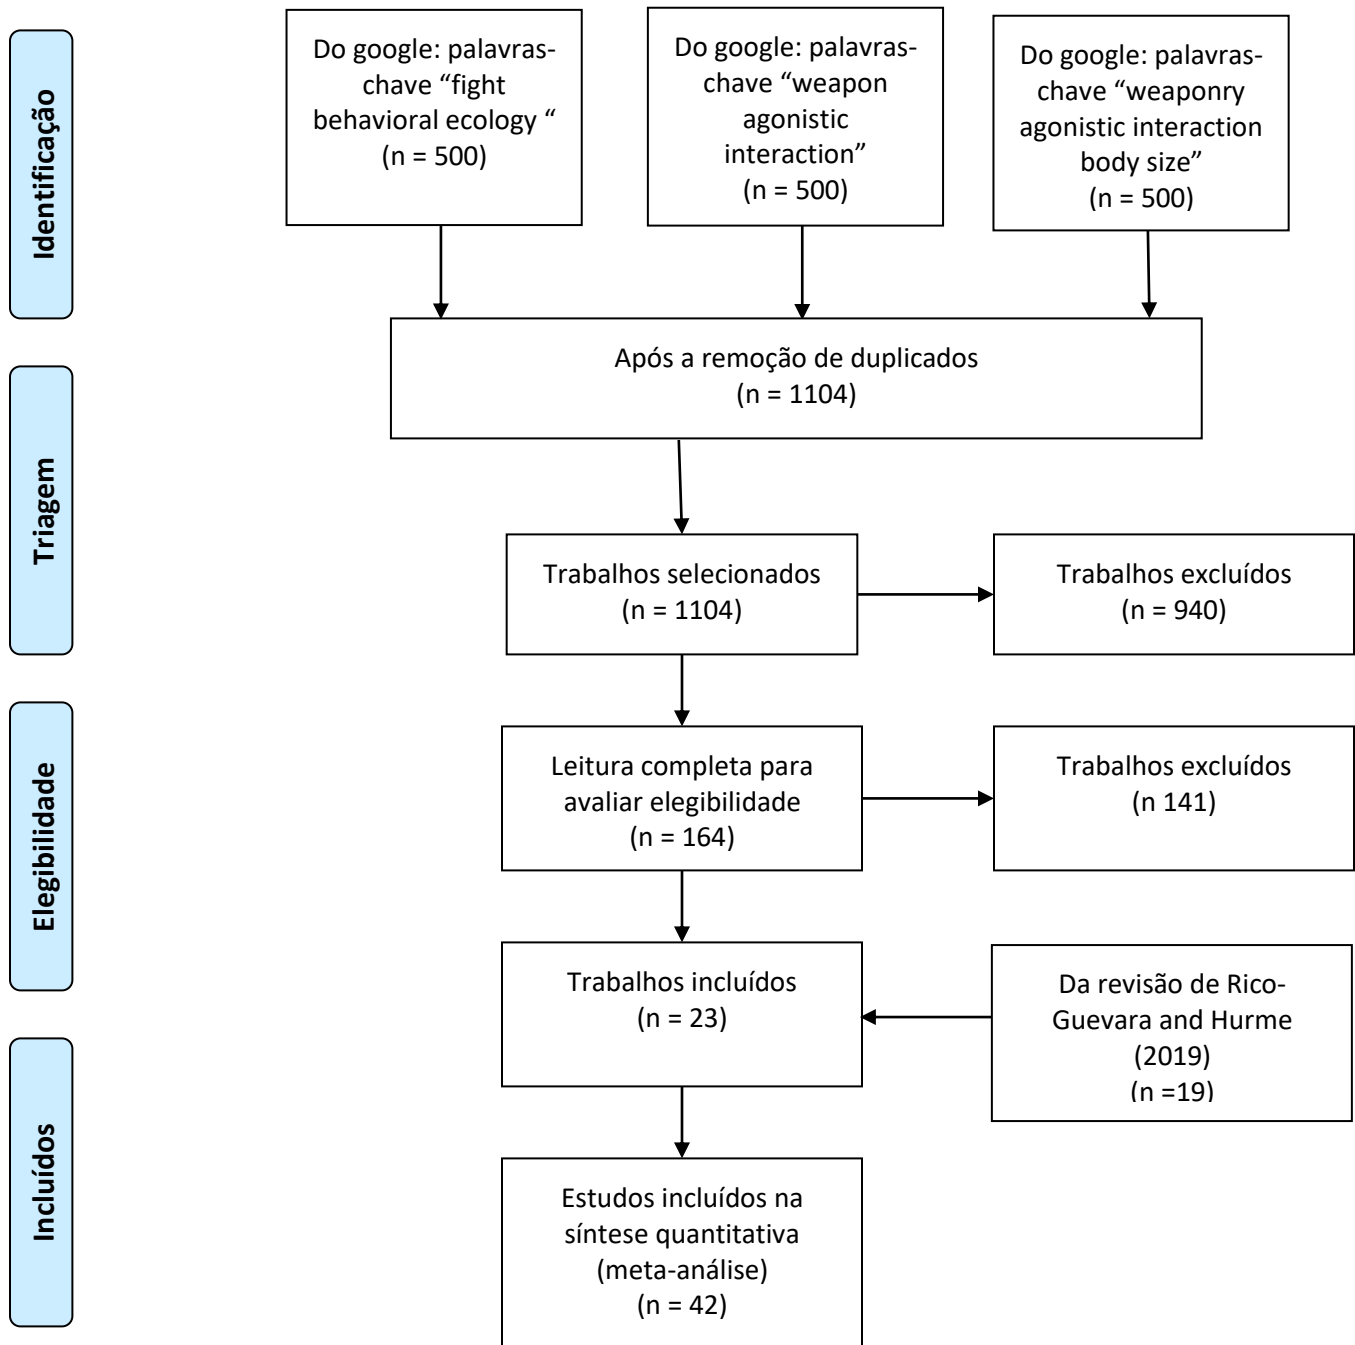 Identificação
Do google: palavras-
chave “fight
behavioral ecology “
(n = 500)
Do google: palavras-
chave “weapon
agonistic
interaction”
(n = 500)
Do google: palavras-
chave “weaponry
agonistic interaction
body size”
(n = 500)
Após a remoção de duplicados
(n = 1104)
Triagem
Trabalhos selecionados
(n = 1104)
Trabalhos excluídos
(n = 940)
Elegibilidade
Leitura completa para
avaliar elegibilidade
(n = 164)
Trabalhos excluídos
(n 141)
Trabalhos incluídos
(n = 23)
Da revisão de Rico-
Guevara and Hurme
(2019)
(n =19)
Incluídos
Estudos incluídos na
síntese quantitativa
(meta-análise)
(n = 42)